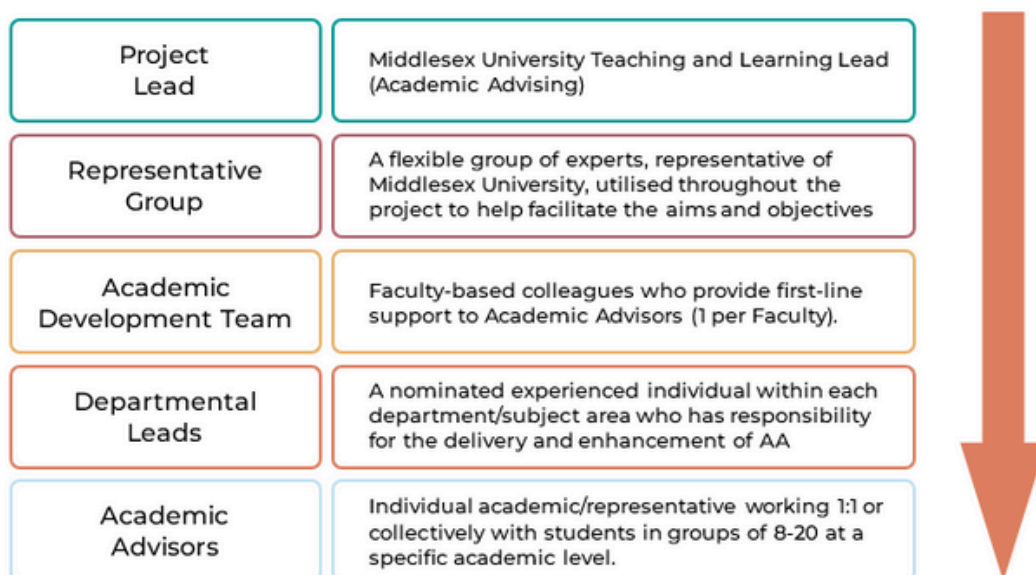 Project
Lead
Middlesex University Teaching and Learning Lead
(Academic Advising)
Representative
Group
A flexible group of experts, representative of
Middlesex University, utilised throughout the
project to help facilitate the aims and objectives
Academic
Development Team
Faculty-based colleagues who provide first-line
support to Academic Advisors (1 per Faculty).
Departmental
Leads
A nominated experienced individual within each
department/subject area who has responsibility
for the delivery and enhancement of AA
Academic
Advisors
Individual academic/representative working 1:1 or
collectively with students in groups of 8-20 at a
specific academic level.